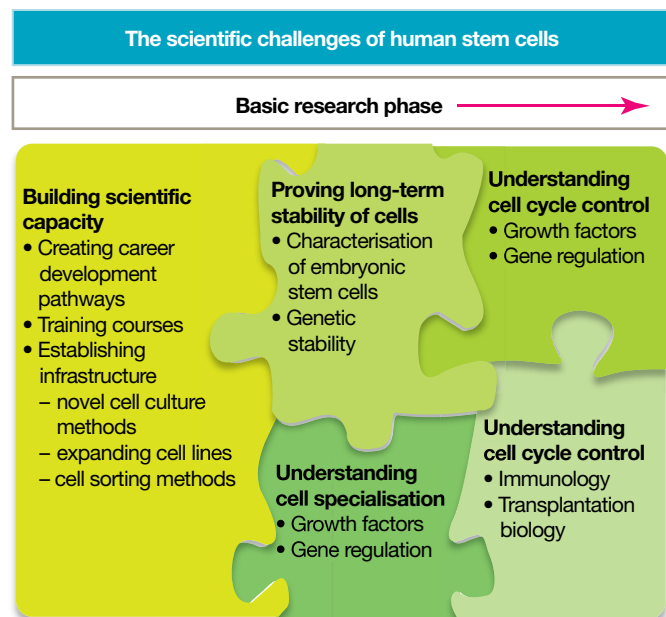 The scientific challenges of human stem cells
Basic research phase
Building scientific
capacity
• Creating career
development
pathways
• Training courses
• Establishing
infrastructure
– novel cell culture
methods
– expanding cell lines
– cell sorting methods
Proving long-term
stability of cells
• Characterisation
of embryonic
stem cells
• Genetic
stability
Understanding
cell cycle control
• Growth factors
• Gene regulation
Understanding
cell specialisation
• Growth factors
• Gene regulation
Understanding
cell cycle control
• Immunology
• Transplantation
biology